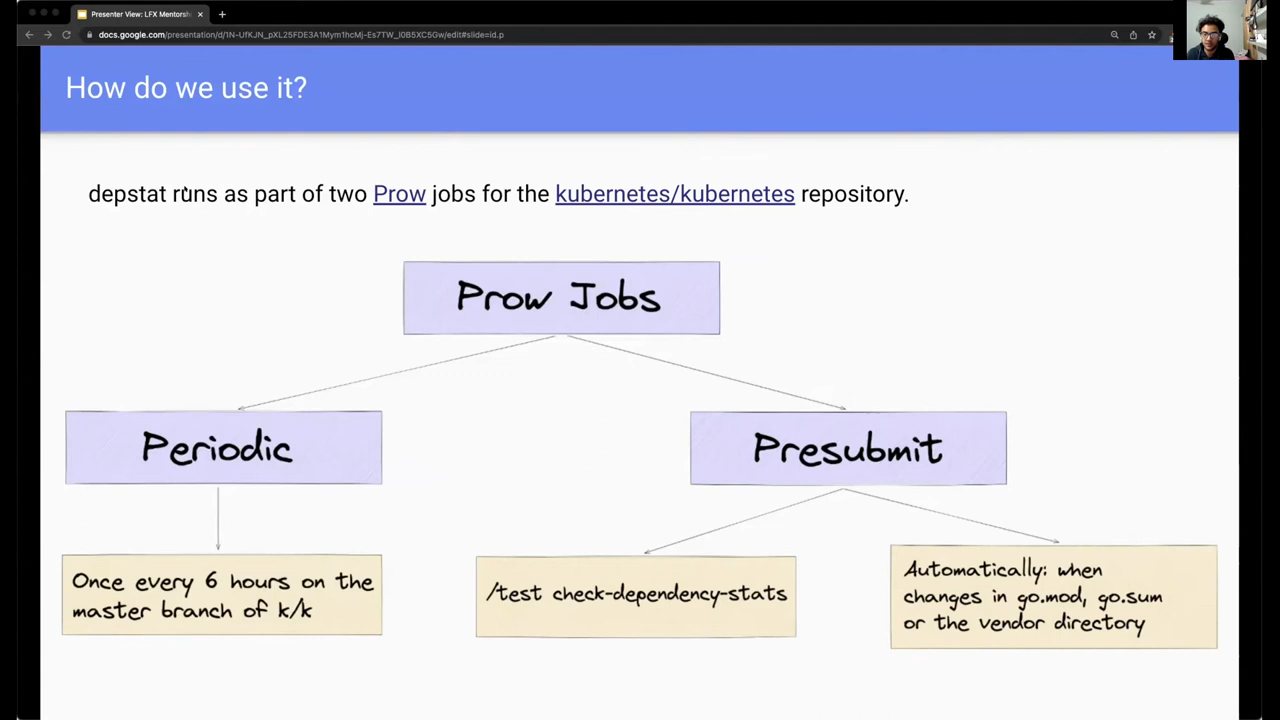 Presenter View: LFX Mentorsh
docs.google.com/presentation/d/1N-UfKJN_pXL25FDE3A1Mym1hcMj-Es7TW_I0B5XC5Gw/edit#slide=id.p
How do we use it?
depstat runs as part of two Prow jobs for the kubernetes/kubernetes repository.
Prow Jobs
Periodic
Presubmit
Once every 6 hours on the
master branch of k/k
/test check-dependency-stats
Automatically: when
changes in go.mod, go.sum
or the vendor directory